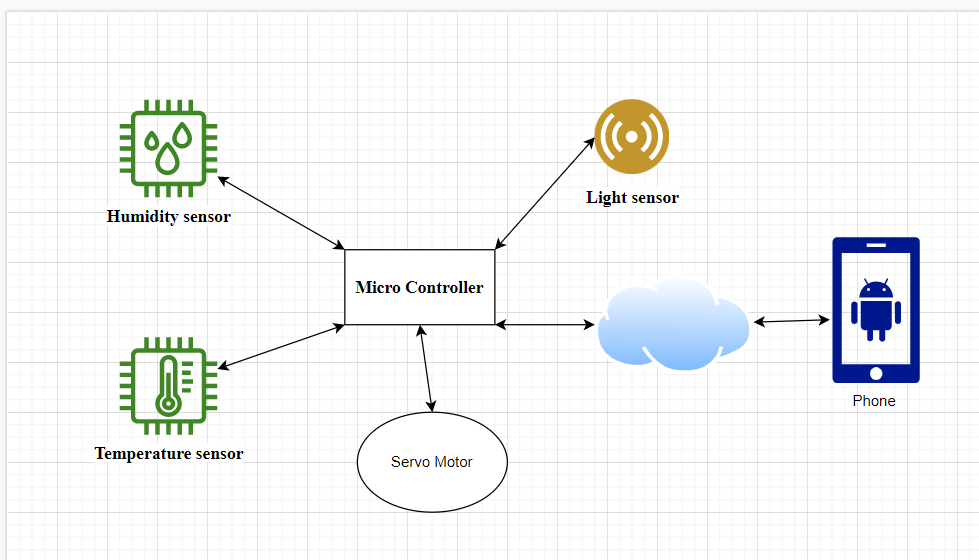 Humidity sensor
Light sensor
Micro Controller
Phone
Temperature sensor
Servo Motor